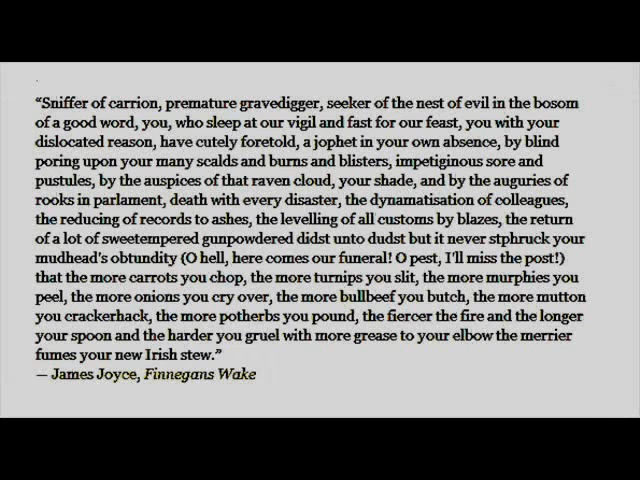 “Sniffer of carrion, premature gravedigger, seeker of the nest of evil in the bosom
of a good word, you, who sleep at our vigil and fast for our feast, you with your
dislocated reason, have cutely foretold, a jophet in your own absence, by blind
poring upon your many scalds and burns and blisters, impetiginous sore and
pustules, by the auspices of that raven cloud, your shade, and by the auguries of
rooks in parlament, death with every disaster, the dynamatisation of colleagues,
the reducing of records to ashes, the levelling of all customs by blazes, the return
of a lot of sweetempered gunpowdered didst unto dudst but it never stphruck your
mudhead's obtundity (O hell, here comes our funeral! O pest, I'll miss the post!)
that the more carrots you chop, the more turnips you slit, the more murphies you
peel, the more onions you cry over, the more bullbeef you butch, the more mutton
you crackerhack, the more potherbs you pound, the fiercer the fire and the longer
your spoon and the harder you gruel with more grease to your elbow the merrier
fumes your new Irish stew.”
— James Joyce, Finnegans Wake